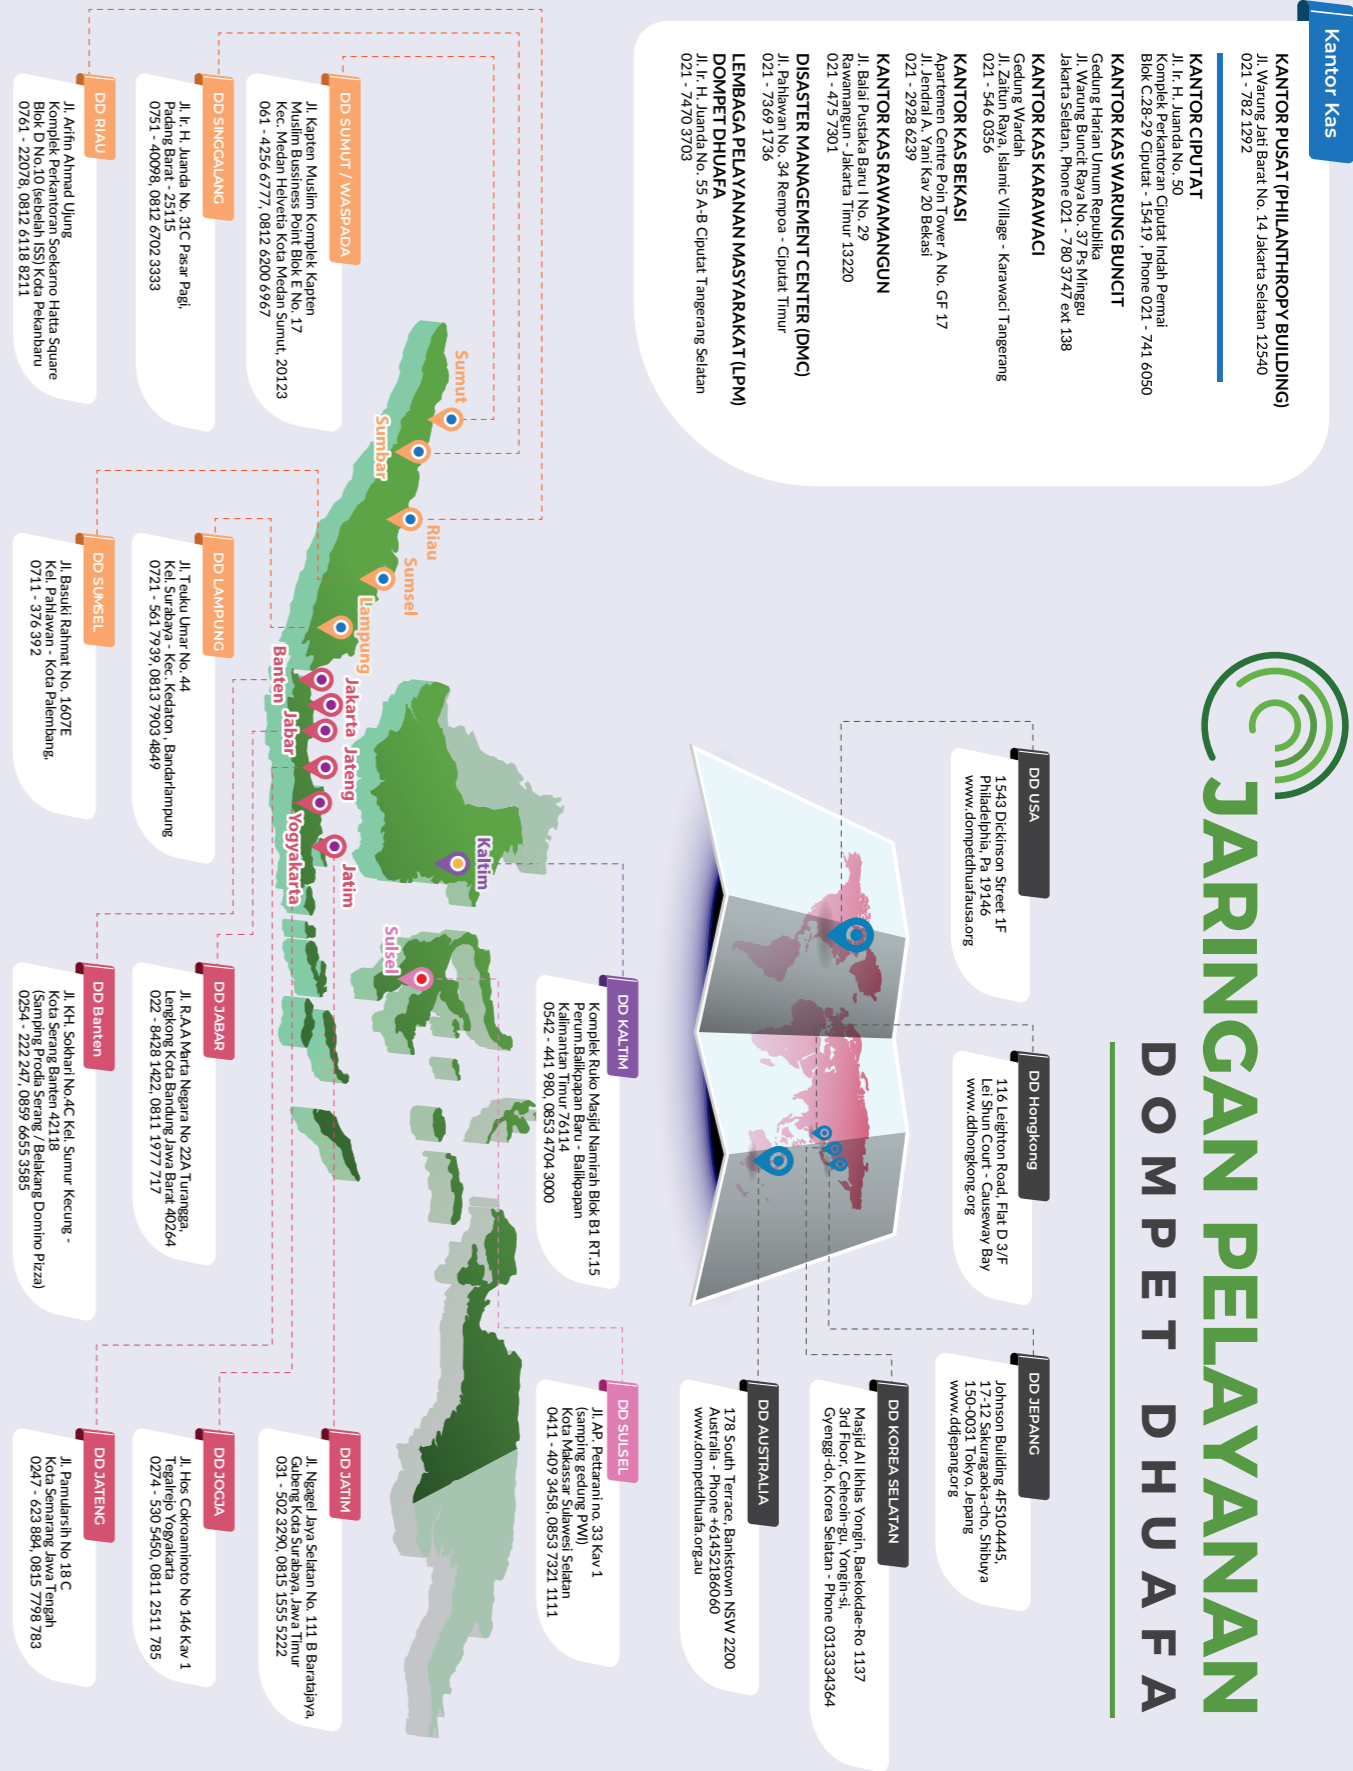 JARINGAN PELAYANAN
DOMPET DHUAFA
Kantor Kas
KANTOR PUSAT (PHILANTHROPY BUILDING)
Jl. Warung Jati Barat No. 14 Jakarta Selatan 12540
021 - 782 1292
KANTOR CIPUTAT
Jl. Ir. H. Juanda No. 50
Komplek Perkantoran Ciputat Indah Permai
Blok C.28-29 Ciputat - 15419 , Phone 021 - 741 6050
KANTOR KAS WARUNG BUNCIT
Gedung Harian Umum Republika
Jl. Warung Buncit Raya No. 37 Ps Minggu
Jakarta Selatan, Phone 021 - 780 3747 ext 138
KANTOR KAS KARAWACI
Gedung Wardah
Jl. Zaitun Raya, Islamic Village - Karawaci Tangerang
021 - 546 0356
KANTOR KAS BEKASI
Apartemen Centre Poin Tower A No. GF 17
Jl. Jendral A. Yani Kav 20 Bekasi
021 - 2928 6239
KANTOR KAS RAWAMANGUN
Jl. Balai Pustaka Baru I No. 29
Rawamangun - Jakarta Timur 13220
021 - 475 7301
DISASTER MANAGEMENT CENTER (DMC)
Jl. Pahlawan No. 34 Rempoa - Ciputat Timur
021 - 7369 1736
LEMBAGA PELAYANAN MASYARAKAT (LPM)
DOMPET DHUAFA
Jl. Ir. H. Juanda No. 55 A-B Ciputat Tangerang Selatan
021 - 7470 3703
DD USA
1543 Dickinson Street 1F
Philadelphia, Pa 19146
www.dompetdhuafausa.org
DD Hongkong
116 Leighton Road, Flat D 3/F
Lei Shun Court - Causeway Bay
www.ddhongkong.org
DD JEPANG
Johnson Building 4FS104445,
17-12 Sakuragaoka-cho, Shibuya
150-0031 Tokyo, Jepang
www.ddjepang.org
DD KOREA SELATAN
Masjid Al Ikhlas Yongin, Baekokdae-Ro 1137
3rd Floor, Ceheoin-gu, Yongin-si,
Gyenggi-do, Korea Selatan - Phone 0313334364
DD AUSTRALIA
178 South Terrace, Bankstown NSW 2200
Australia - Phone +61452186060
www.dompetdhuafa.org.au
DD KALTIM
Komplek Ruko Masjid Namirah Blok B1 RT.15
Perum.Balikpapan Baru - Balikpapan
Kalimantan Timur 76114
0542 - 441 980, 0853 4704 3000
DD SULSEL
Jl. AP. Pettarani no. 33 Kav 1
(samping gedung PWI)
Kota Makassar Sulawesi Selatan
0411 - 409 3458, 0853 7321 1111
Sumut
Sumbar
Riau
Sumsel
Lampung
Banten
Jakarta
Jabar
Jateng
Yogyakarta
Jatim
Kaltim
Sulsel
DD SUMUT / WASPADA
Jl. Kapten Muslim Komplek Kapten
Muslim Bussiness Point Blok E No. 17
Kec. Medan Helvetia Kota Medan Sumut, 20123
061 - 4256 6777, 0812 6200 6967
DD SINGGALANG
Jl. Ir. H. Juanda No. 31C Pasar Pagi,
Padang Barat - 25115
0751 - 40098, 0812 6702 3333
DD RIAU
Jl. Arifin Ahmad Ujung
Komplek Perkantoran Soekarno Hatta Square
Blok D No.10 (sebelah ISS) Kota Pekanbaru
0761 - 22078, 0812 6118 8211
DD LAMPUNG
Jl. Teuku Umar No. 44
Kel. Surabaya - Kec. Kedaton , Bandarlampung
0721 - 561 7939, 0813 7903 4849
DD SUMSEL
Jl. Basuki Rahmat No. 1607E
Kel. Pahlawan - Kota Palembang,
0711 - 376 392
DD JABAR
Jl. R.A.A Marta Negara No 22A Turangga,
Lengkong Kota Bandung Jawa Barat 40264
022 - 8428 1422, 0811 1977 717
DD Banten
Jl. KH. Sokhari No.4C Kel. Sumur Kecung -
Kota Serang Banten 42118
(Samping Prodia Serang / Belakang Domino Pizza)
0254 - 222 247, 0859 6655 3585
DD JATIM
Jl. Ngagel Jaya Selatan No. 111 B Baratajaya,
Gubeng Kota Surabaya, Jawa Timur
031 - 502 3290, 0815 1555 5222
DD JOGJA
Jl. Hos Cokroaminoto No 146 Kav 1
Tegalrejo Yogyakarta
0274 - 530 5450, 0811 2511 785
DD JATENG
Jl. Pamularsih No 18 C
Kota Semarang Jawa Tengah
0247 - 623 884, 0815 7798 783